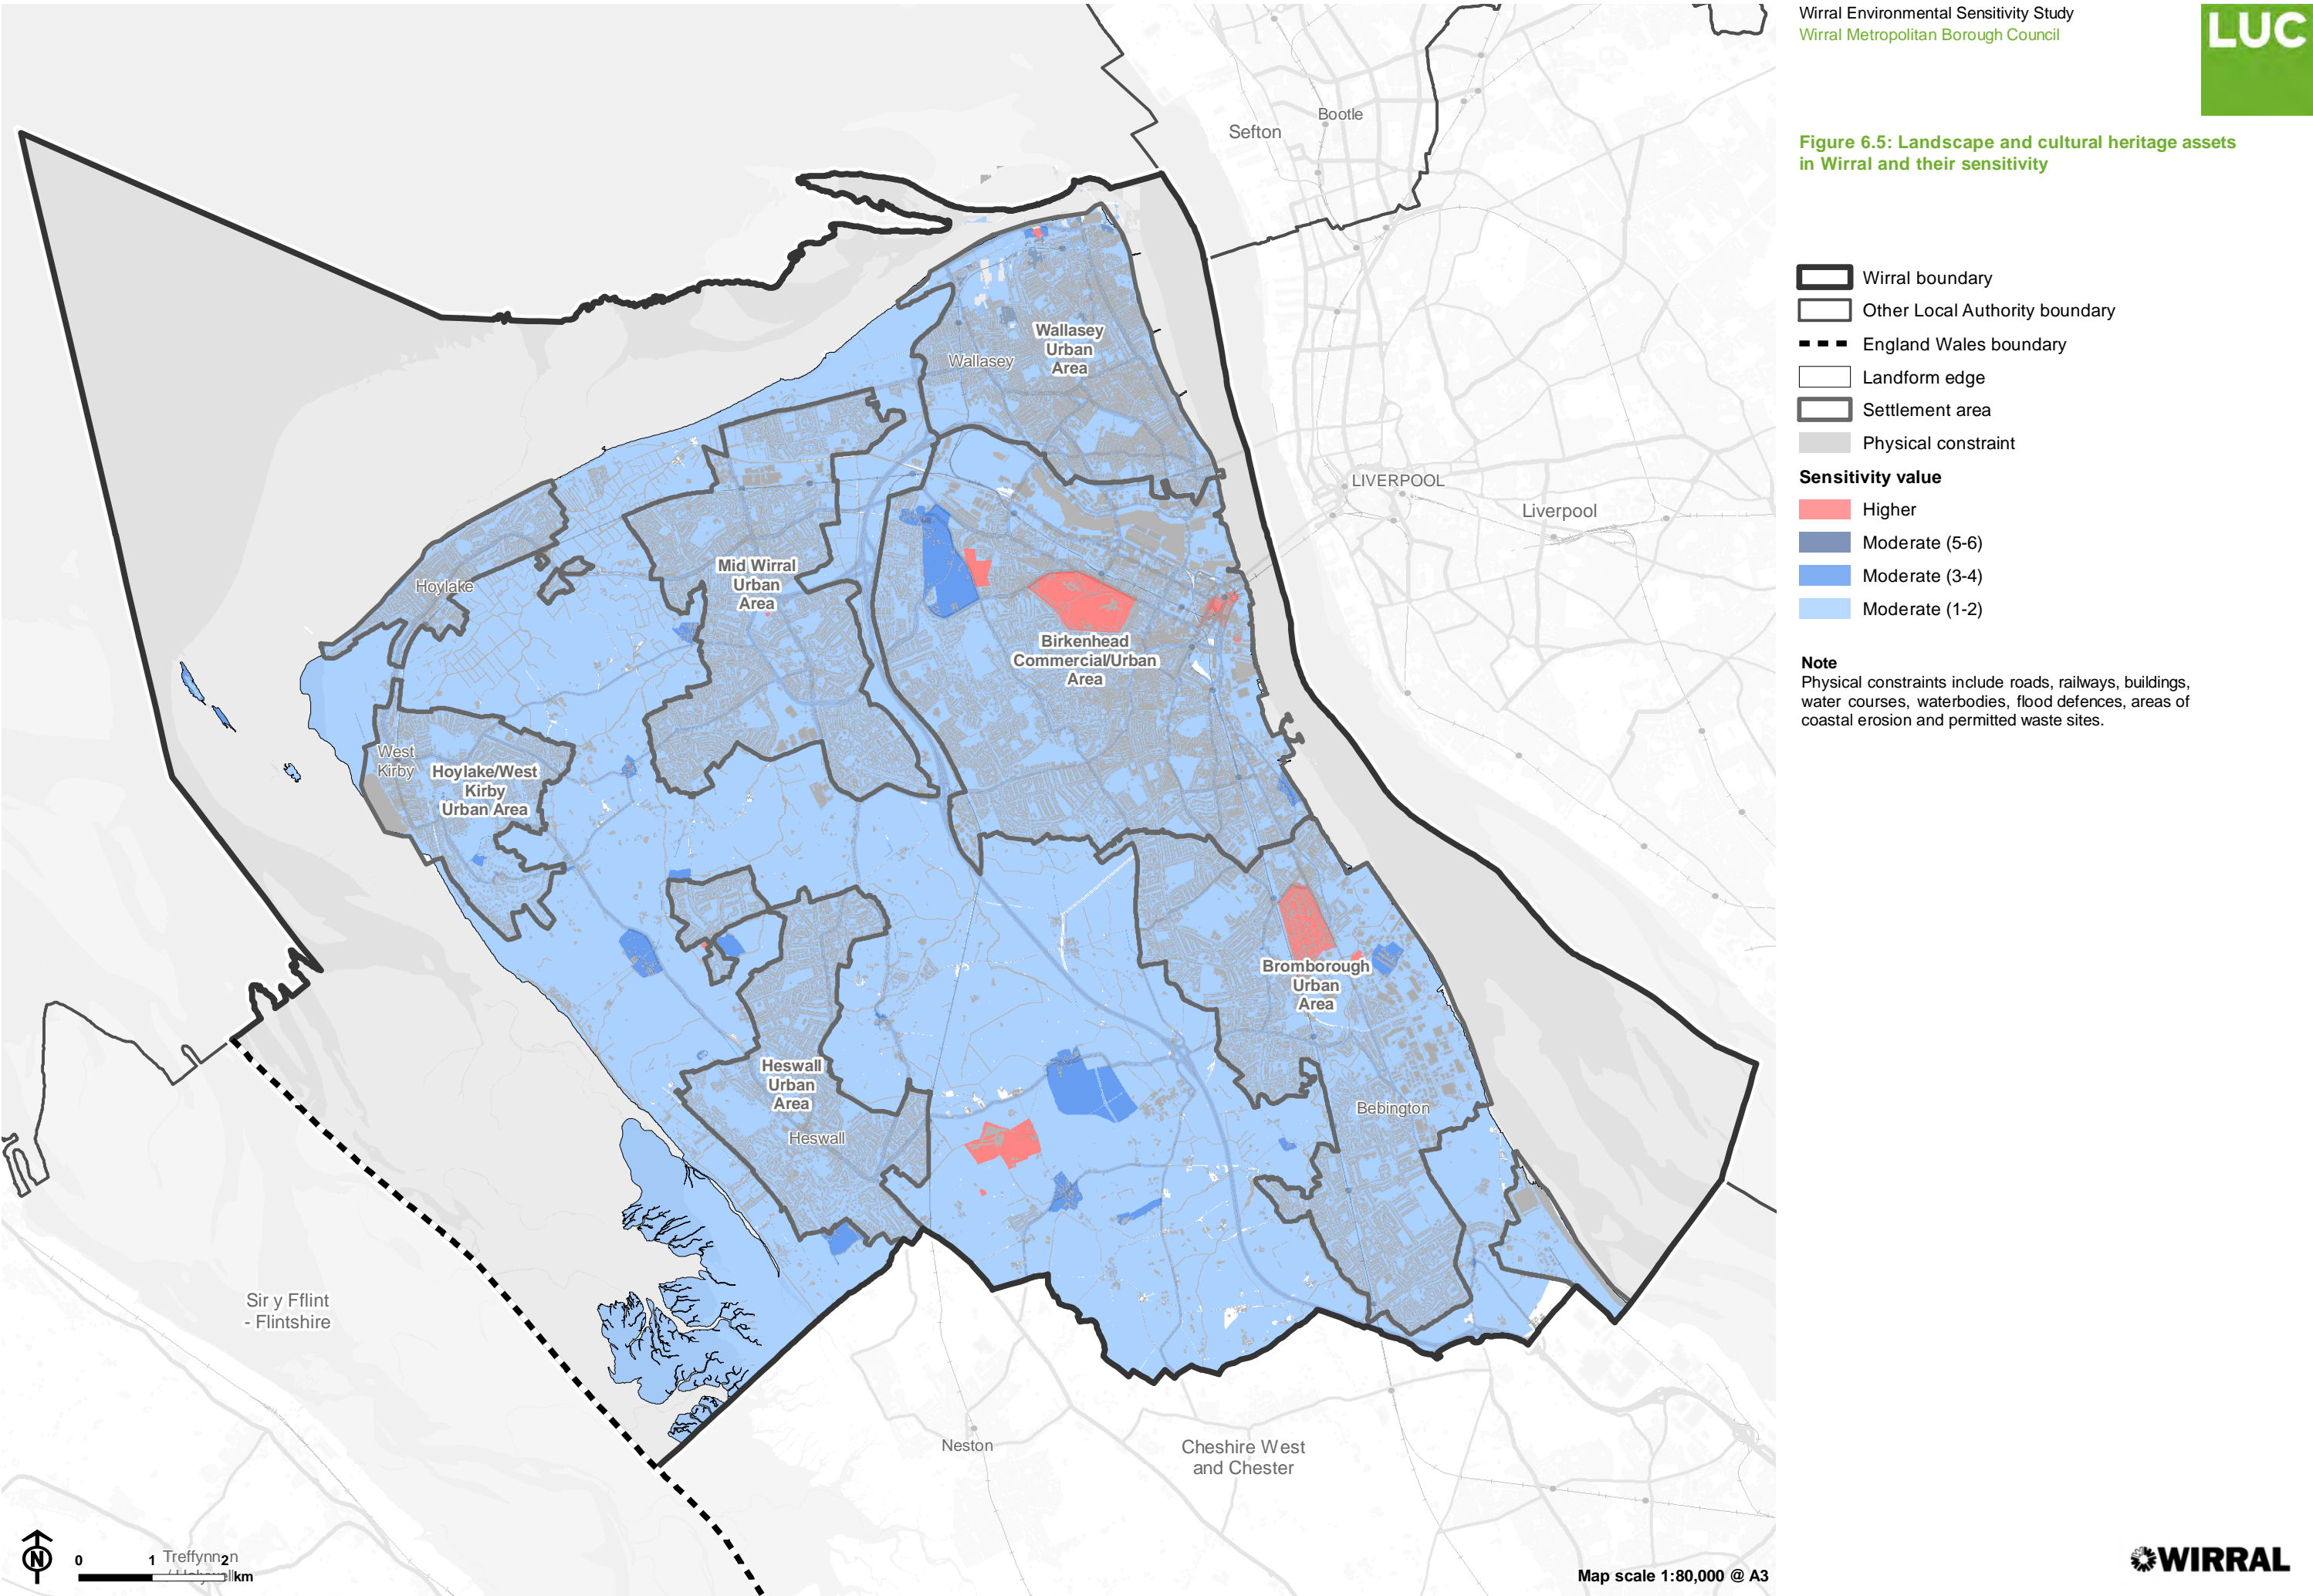 Wirral Environmental Sensitivity Study
Wirral Metropolitan Borough Council
LUC
Figure 6.5: Landscape and cultural heritage assets
in Wirral and their sensitivity
Wirral boundary
Other Local Authority boundary
England Wales boundary
Landform edge
Settlement area
Physical constraint
Sensitivity value
Higher
Moderate (5-6)
Moderate (3-4)
Moderate (1-2)
Note
Physical constraints include roads, railways, buildings,
water courses, waterbodies, flood defences, areas of
coastal erosion and permitted waste sites.
Bootle
Sefton
Wallasey
Urban
Area
Wallasey
LIVERPOOL
Liverpool
Mid Wirral
Urban
Area
Hoylake
Birkenhead
Commercial/Urban
Area
West
Kirby
Hoylake/West
Kirby
Urban Area
Bromborough
Urban
Area
Heswall
Urban
Area
Bebington
Heswall
Sir y Fflint
- Flintshire
Neston
Cheshire West
and Chester
N
0 1 2
km
Treffynnon
Map scale 1:80,000 @ A3
WIRRAL